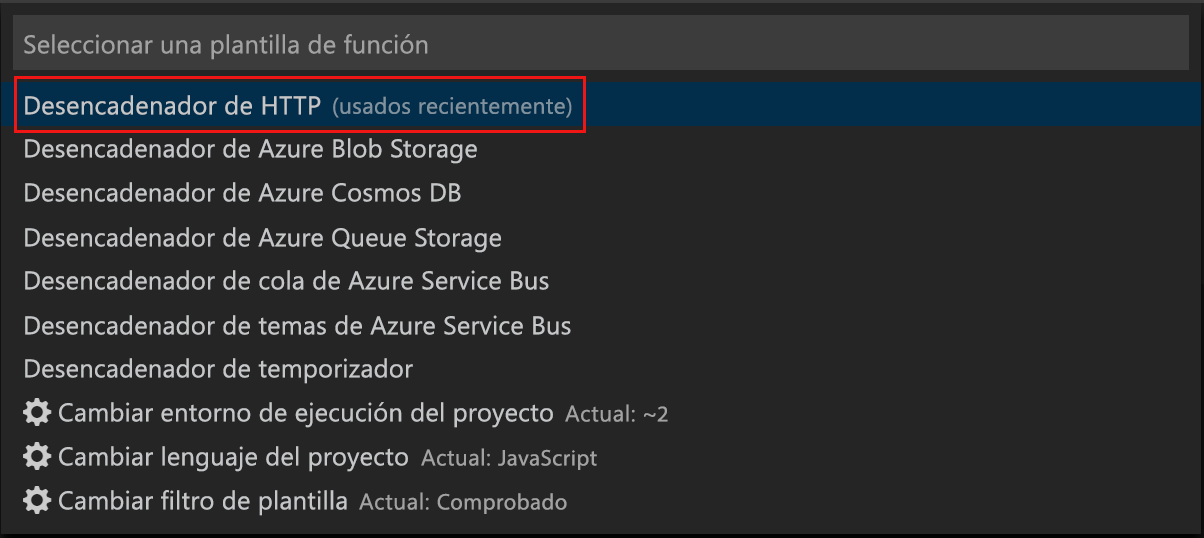 Seleccionar una plantilla de función
Desencadenador de HTTP (usados recientemente)
Desencadenador de Azure Blob Storage
Desencadenador de Azure Cosmos DB
Desencadenador de Azure Queue Storage
Desencadenador de cola de Azure Service Bus
Desencadenador de temas de Azure Service Bus
Desencadenador de temporizador
Cambiar entorno de ejecución del proyecto Actual: ~2
Cambiar lenguaje del proyecto Actual: JavaScript
Cambiar filtro de plantilla Actual: Comprobado